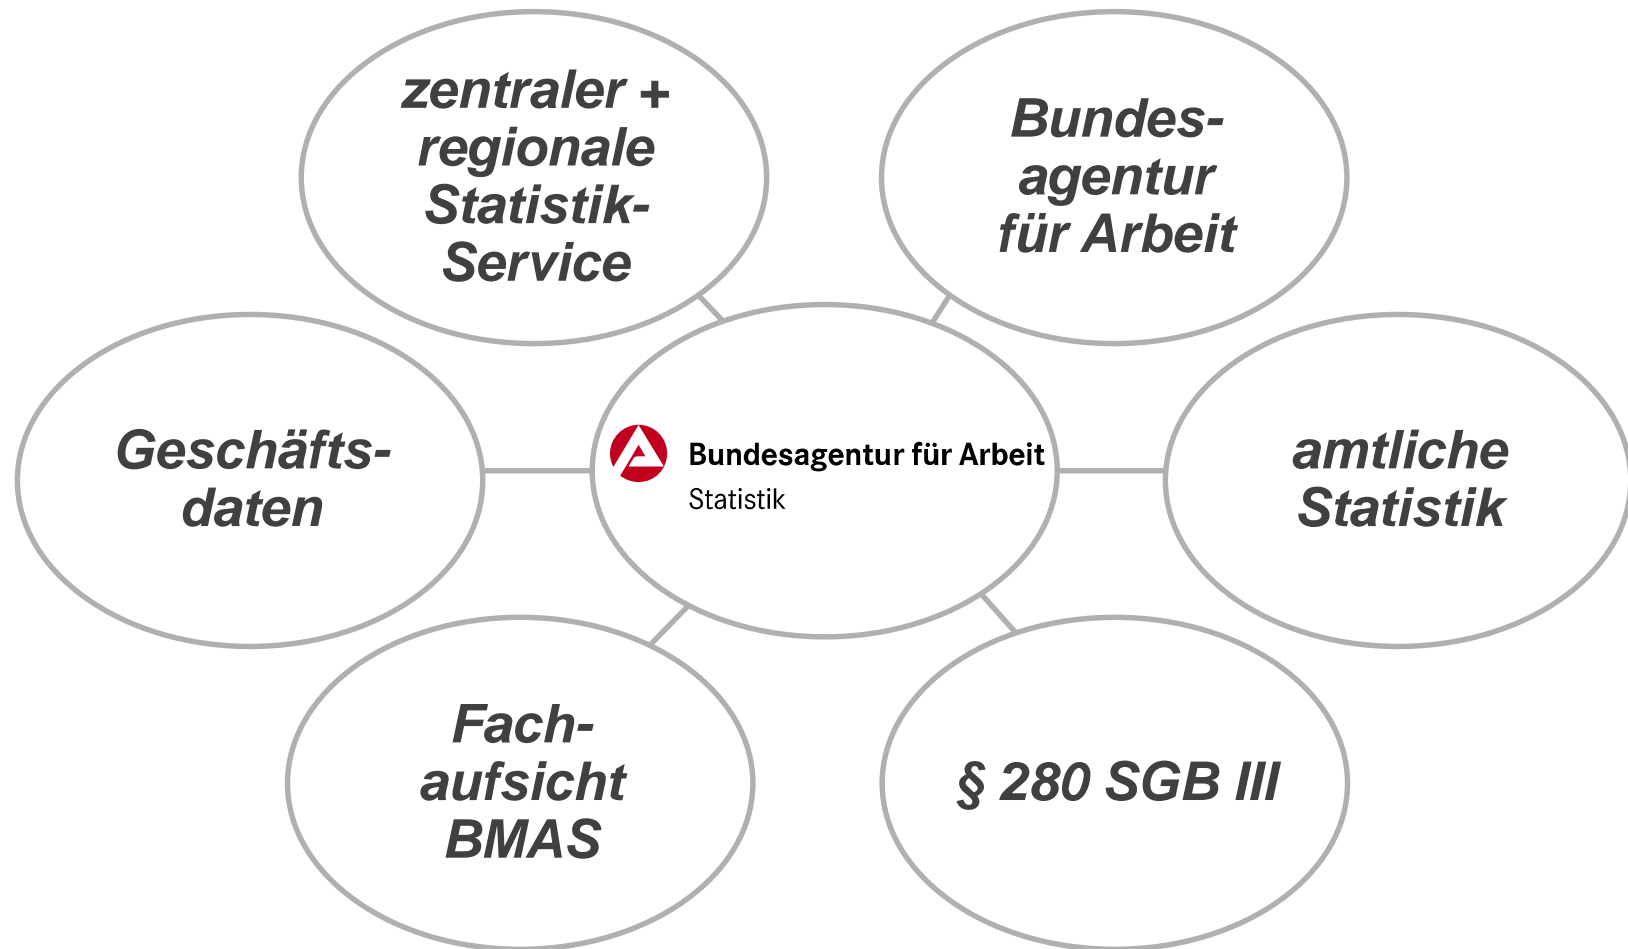 zentraler +
regionale
Statistik-
Service
Bundes-
agentur
für Arbeit
Geschäfts-
daten
Bundesagentur für Arbeit
Statistik
amtliche
Statistik
Fach-
aufsicht
BMAS
§ 280 SGB III